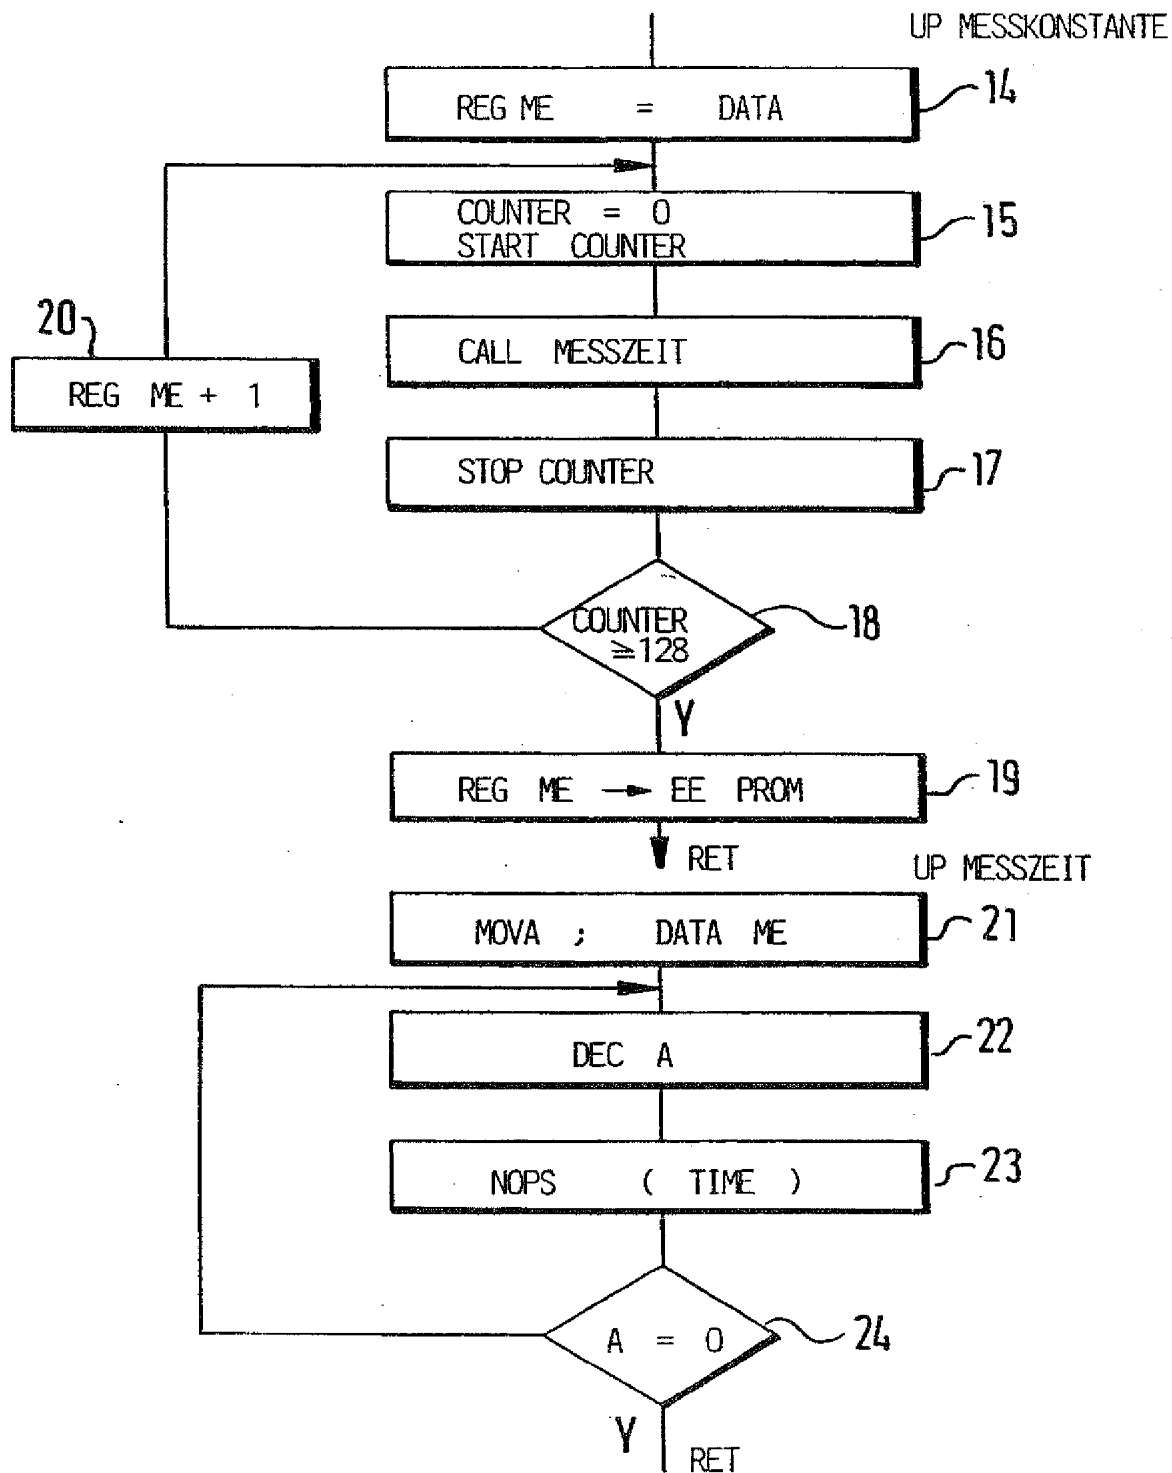 UP MESSKONSTANTE
REG ME = DATA
14
COUNTER = 0
START COUNTER
15
20
CALL MESSZEIT
16
REG ME + 1
STOP COUNTER
17
COUNTER
≧128
18
Y
REG ME → EE PROM
19
RET
UP MESSZEIT
MOVA ; DATA ME
21
DEC A
22
NOPS ( TIME )
23
A = 0
24
Y
RET